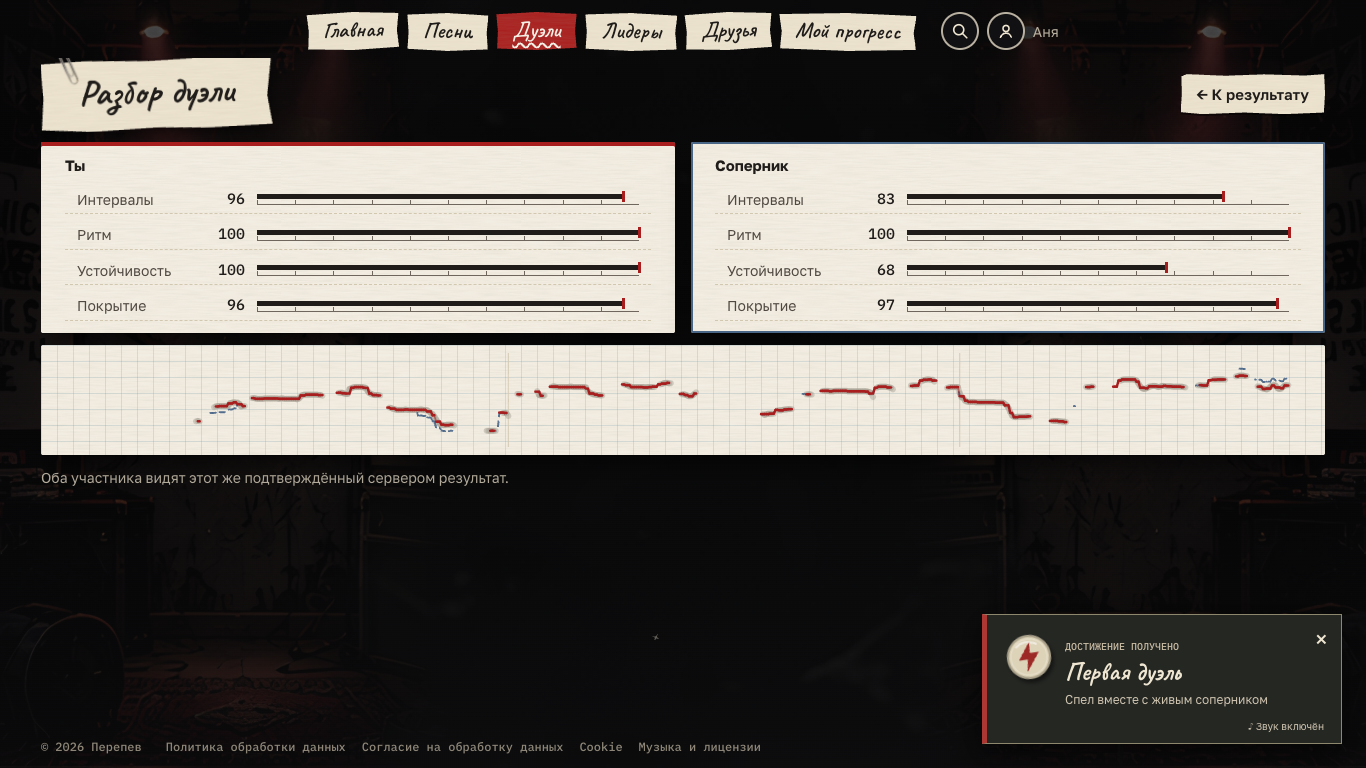 Главная Песни Дуэли Лидеры Друзья Мой прогресс Аня
Разбор дуэли
← К результату
Ты
Интервалы 96
Ритм 100
Устойчивость 100
Покрытие 96
Соперник
Интервалы 83
Ритм 100
Устойчивость 68
Покрытие 97
Оба участника видят этот же подтверждённый сервером результат.
ДОСТИЖЕНИЕ ПОЛУЧЕНО
Первая дуэль
Спел вместе с живым соперником
♪ Звук включён
© 2026 Перепев Политика обработки данных Согласие на обработку данных Cookie Музыка и лицензии